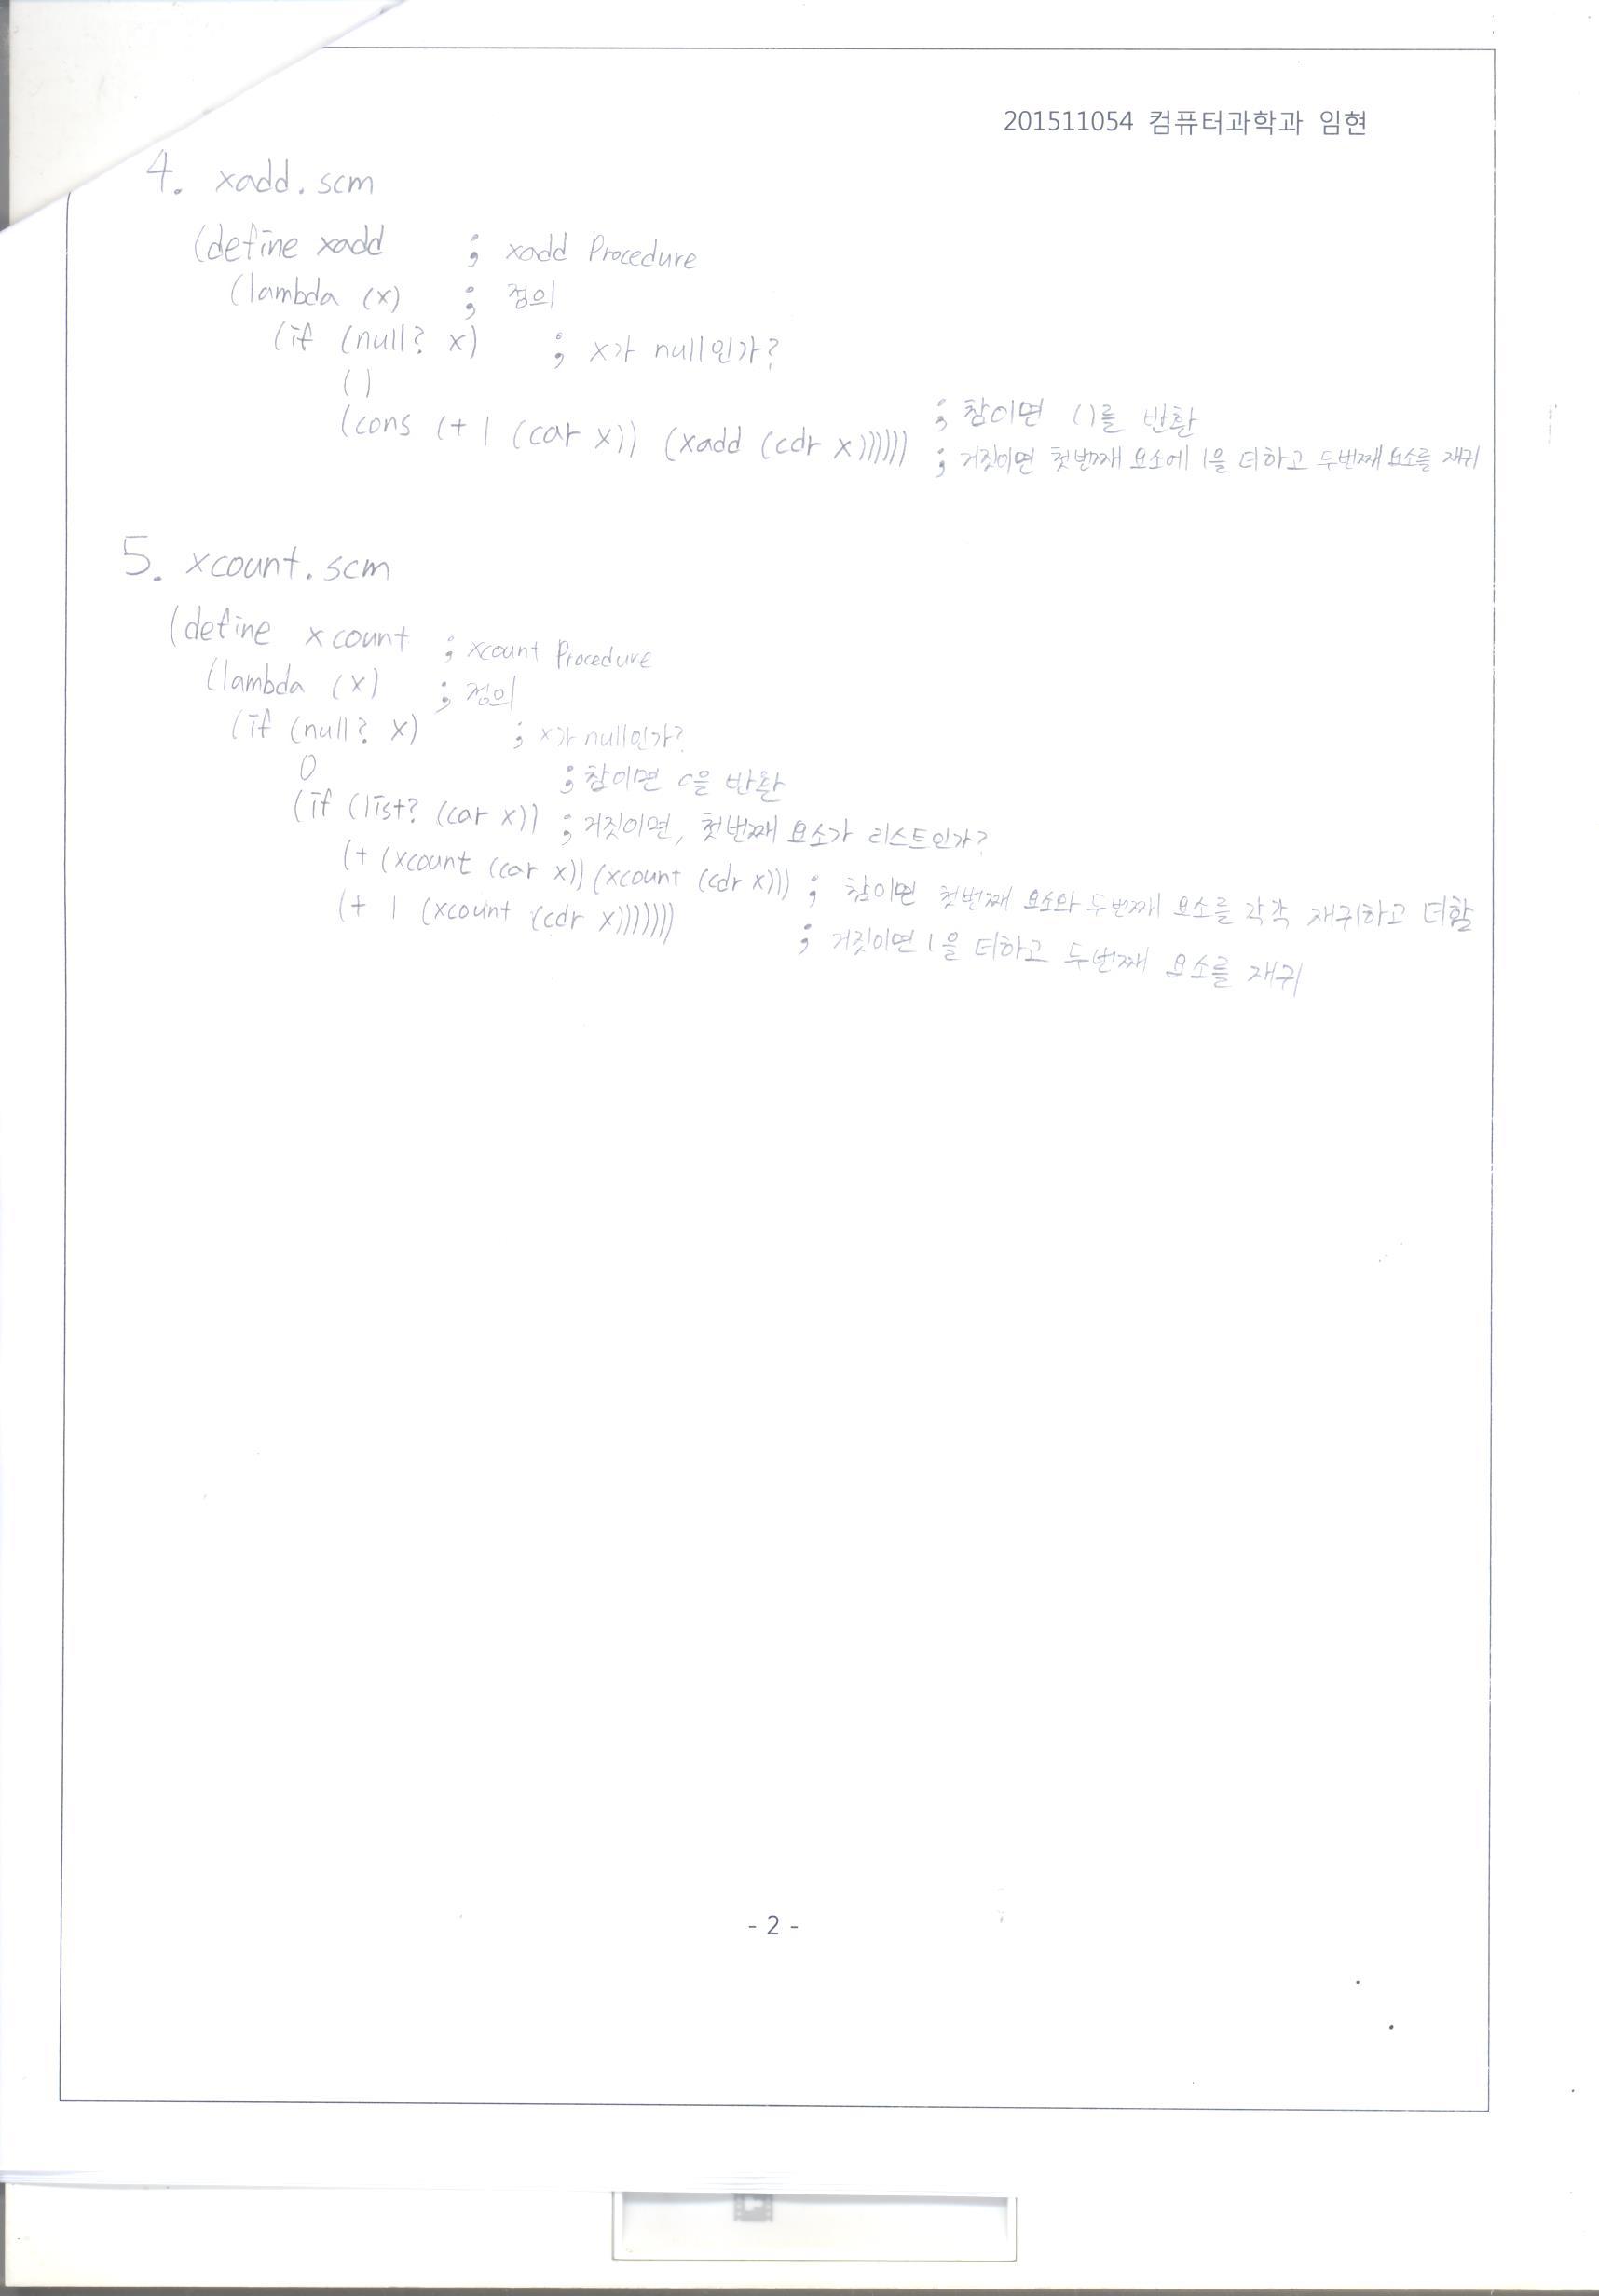 201511054 컴퓨터과학과 임현
4. xadd.scm
(define xadd ; xadd Procedure
(lambda (x) ; 정의
(if (null? x) ; x가 null인가?
() ; 참이면 ()를 반환
(cons (+ 1 (car x)) (xadd (cdr x)))))) ; 거짓이면 첫번째 요소에 1을 더하고 두번째 요소를 재귀
5. xcount.scm
(define xcount ; xcount Procedure
(lambda (x) ; 정의
(if (null? x) ; x가 null인가?
0 ; 참이면 0을 반환
(if (list? (car x)) ; 거짓이면, 첫번째 요소가 리스트인가?
(+ (xcount (car x)) (xcount (cdr x))) ; 참이면 첫번째 요소와 두번째 요소를 각각 재귀하고 더함
(+ 1 (xcount (cdr x))))))) ; 거짓이면 1을 더하고 두번째 요소를 재귀
- 2 -